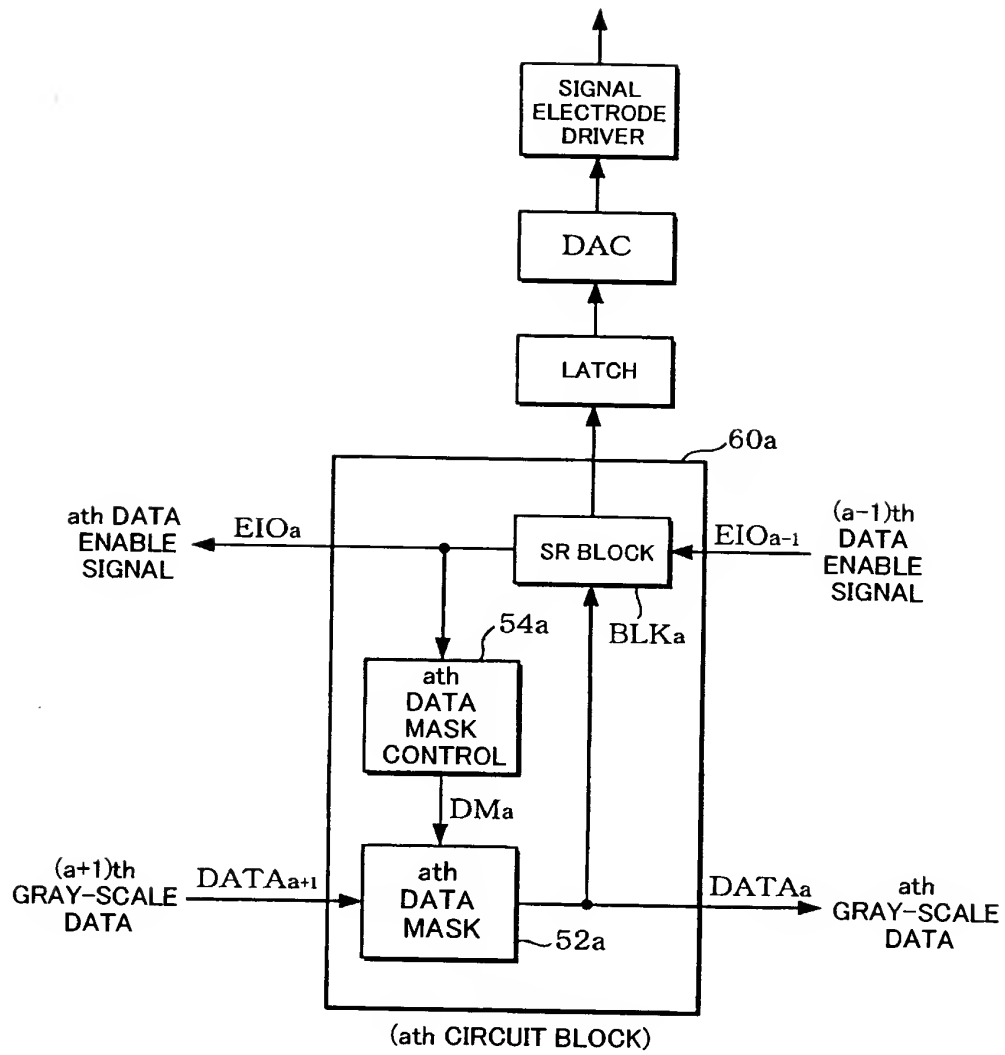 SIGNAL
ELECTRODE
DRIVER
DAC
LATCH
60a
ath DATA
ENABLE
SIGNAL
EIOa
SR BLOCK
EIOa-1
(a-1)th
DATA
ENABLE
SIGNAL
BLKa
54a
ath
DATA
MASK
CONTROL
DMa
(a+1)th
GRAY-SCALE
DATA
DATAa+1
ath
DATA
MASK
52a
DATAa
ath
GRAY-SCALE
DATA
(ath CIRCUIT BLOCK)